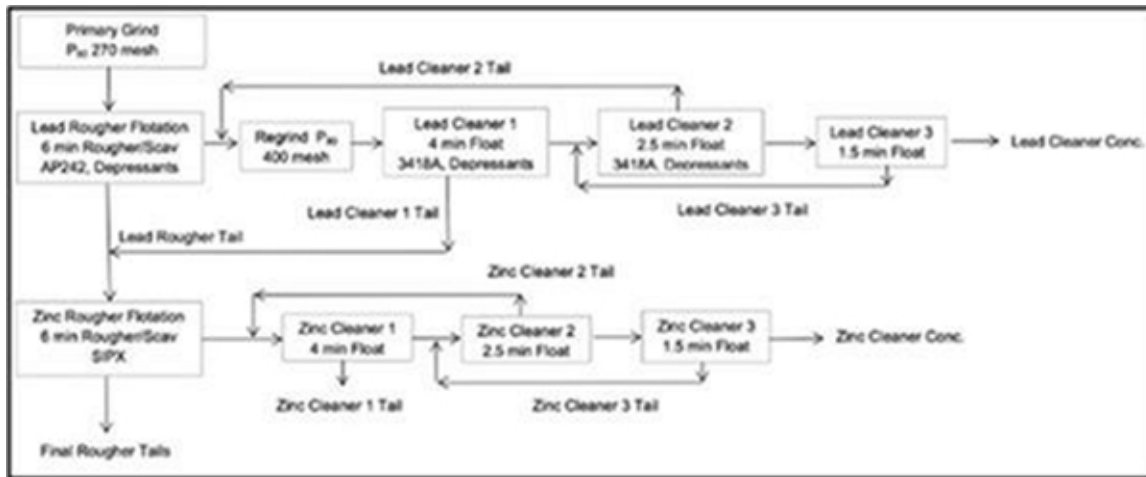 Primary Grind
P₈₀ 270 mesh
Lead Cleaner 2 Tail
Lead Rougher Flotation
6 min Rougher/Scav
AP242, Depressants
Regrind P₈₀
400 mesh
Lead Cleaner 1
4 min Float
3418A, Depressants
Lead Cleaner 2
2.5 min Float
3418A, Depressants
Lead Cleaner 3
1.5 min Float
Lead Cleaner Conc.
Lead Cleaner 1 Tail
Lead Cleaner 3 Tail
Lead Rougher Tail
Zinc Cleaner 2 Tail
Zinc Rougher Flotation
6 min Rougher/Scav
SIPX
Zinc Cleaner 1
4 min Float
Zinc Cleaner 2
2.5 min Float
Zinc Cleaner 3
1.5 min Float
Zinc Cleaner Conc.
Zinc Cleaner 1 Tail
Zinc Cleaner 3 Tail
Final Rougher Tails